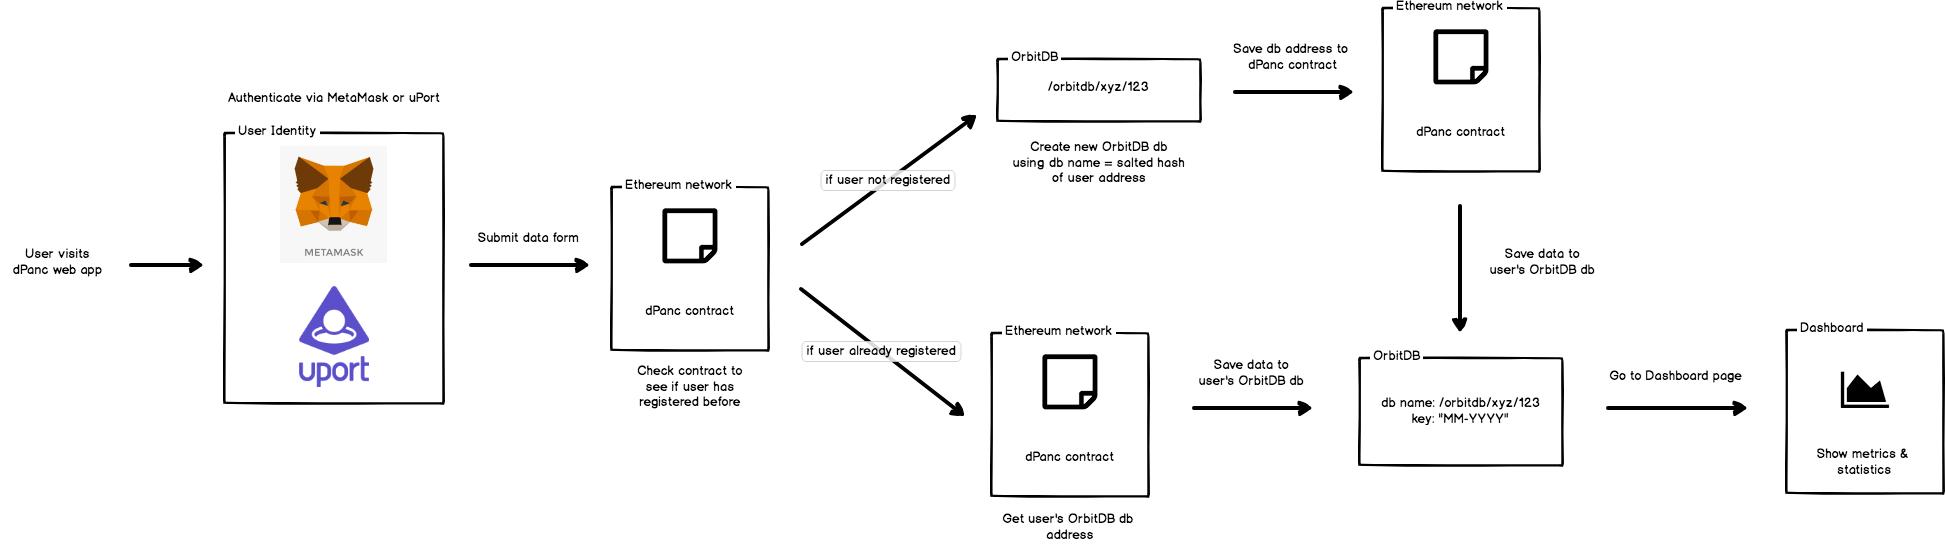 User visits
dPanc web app
Authenticate via MetaMask or uPort
User Identity
METAMASK
uport
Submit data form
Ethereum network
dPanc contract
Check contract to
see if user has
registered before
if user not registered
OrbitDB
/orbitdb/xyz/123
Create new OrbitDB db
using db name = salted hash
of user address
Save db address to
dPanc contract
Ethereum network
dPanc contract
Save data to
user's OrbitDB db
if user already registered
Ethereum network
dPanc contract
Get user's OrbitDB db
address
Save data to
user's OrbitDB db
OrbitDB
db name: /orbitdb/xyz/123
key: "MM-YYYY"
Go to Dashboard page
Dashboard
Show metrics &
statistics